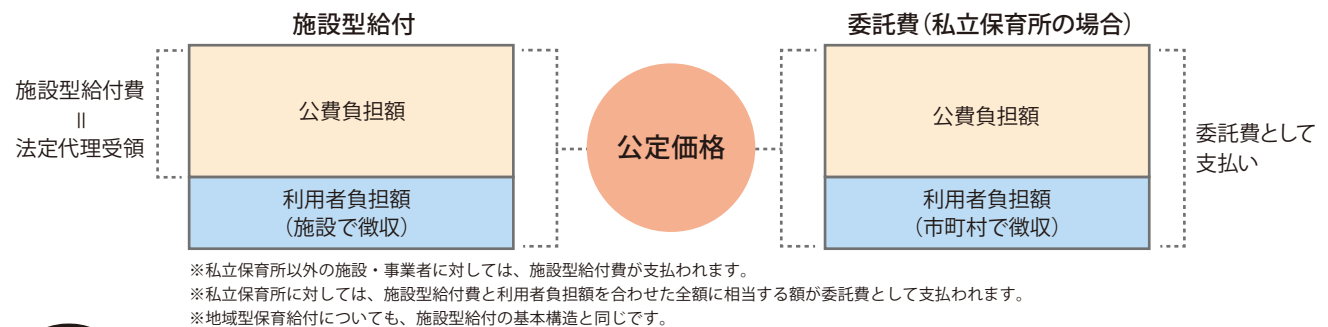 施設型給付
委託費(私立保育所の場合)
施設型給付費
=
法定代理受領
公費負担額
利用者負担額
(施設で徴収)
公定価格
公費負担額
利用者負担額
(市町村で徴収)
委託費として
支払い
※私立保育所以外の施設・事業者に対しては、施設型給付費が支払われます。
※私立保育所に対しては、施設型給付費と利用者負担額を合わせた全額に相当する額が委託費として支払われます。
※地域型保育給付についても、施設型給付の基本構造と同じです。